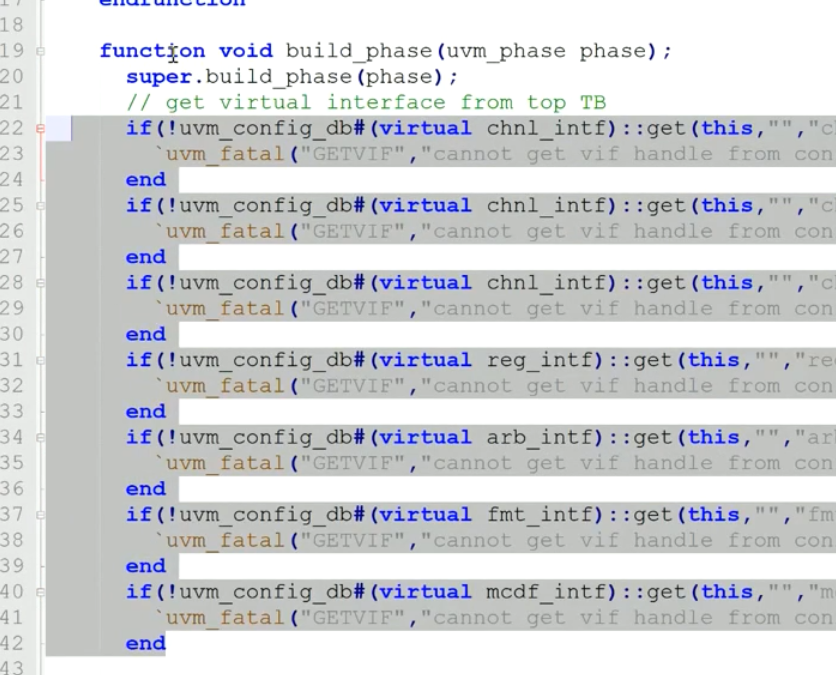 17 endfunction
18
19 function void build_phase(uvm_phase phase);
20 super.build_phase(phase);
21 // get virtual interface from top TB
22 if(!uvm_config_db#(virtual chnl_intf)::get(this,"","c
23 `uvm_fatal("GETVIF","cannot get vif handle from con
24 end
25 if(!uvm_config_db#(virtual chnl_intf)::get(this,"","c
26 `uvm_fatal("GETVIF","cannot get vif handle from con
27 end
28 if(!uvm_config_db#(virtual chnl_intf)::get(this,"","c
29 `uvm_fatal("GETVIF","cannot get vif handle from con
30 end
31 if(!uvm_config_db#(virtual reg_intf)::get(this,"","re
32 `uvm_fatal("GETVIF","cannot get vif handle from con
33 end
34 if(!uvm_config_db#(virtual arb_intf)::get(this,"","ar
35 `uvm_fatal("GETVIF","cannot get vif handle from con
36 end
37 if(!uvm_config_db#(virtual fmt_intf)::get(this,"","fm
38 `uvm_fatal("GETVIF","cannot get vif handle from con
39 end
40 if(!uvm_config_db#(virtual mcdf_intf)::get(this,"","m
41 `uvm_fatal("GETVIF","cannot get vif handle from con
42 end
43